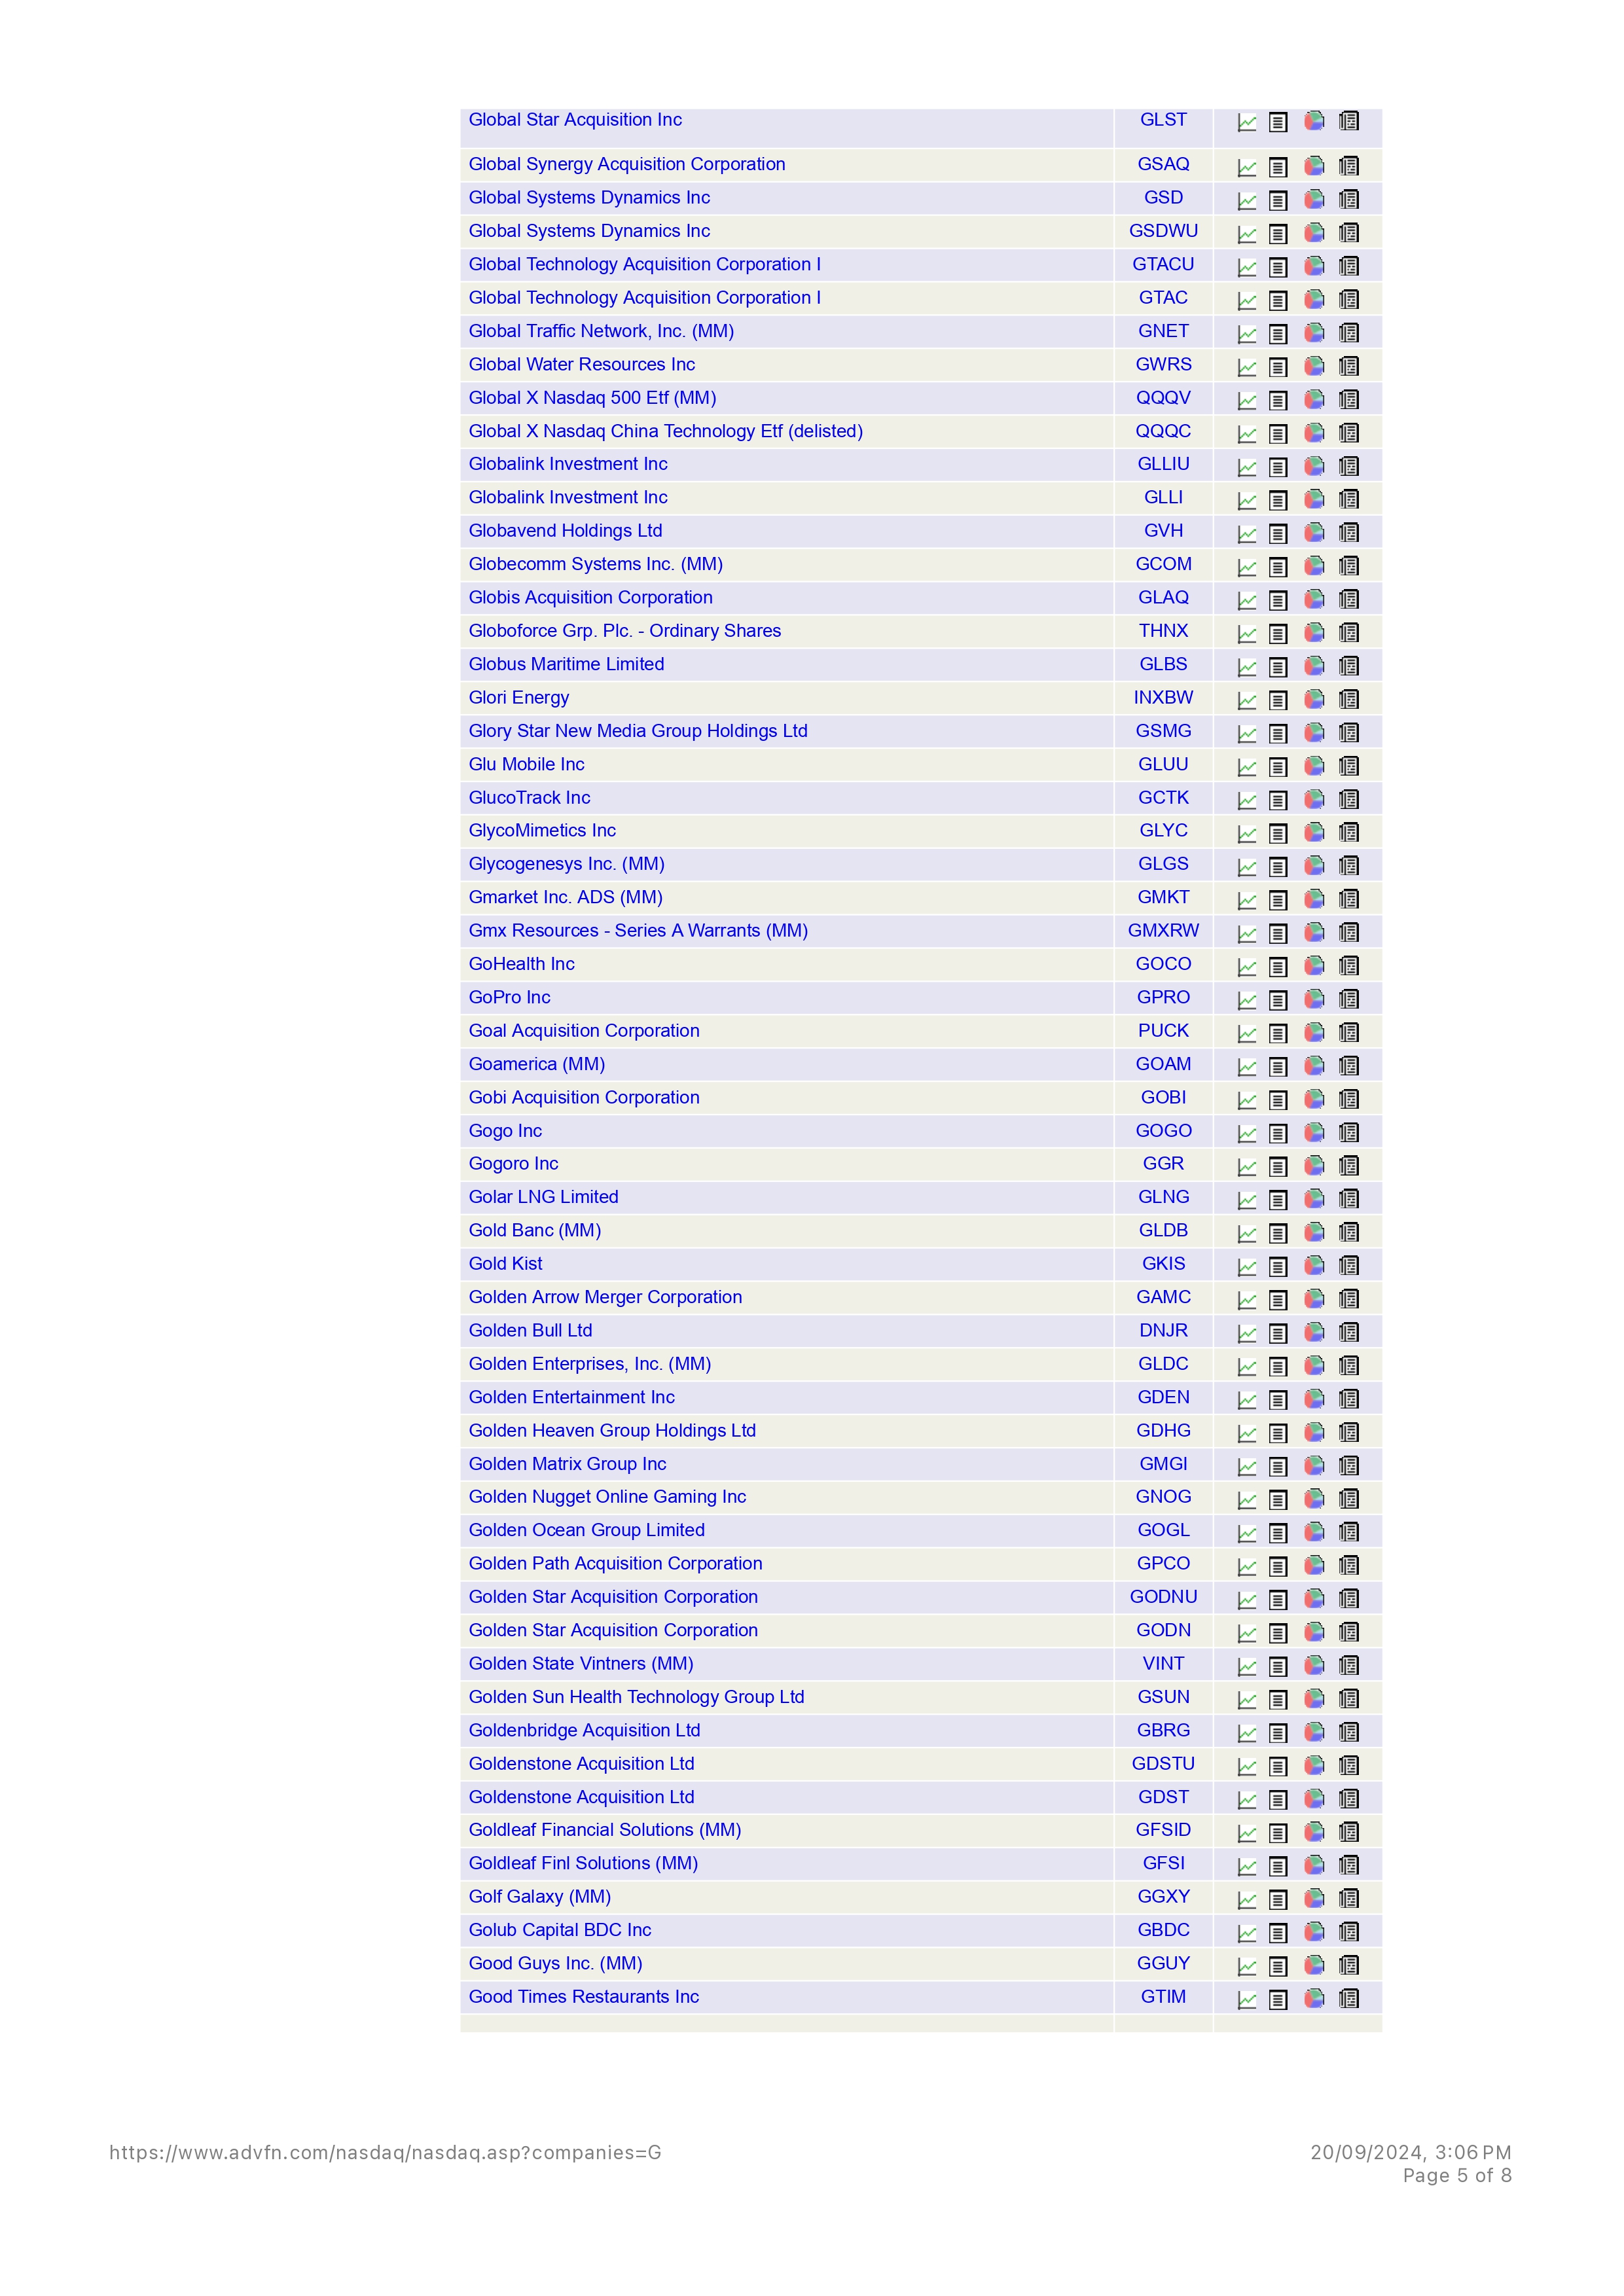 Global Star Acquisition Inc GLST
Global Synergy Acquisition Corporation GSAQ
Global Systems Dynamics Inc GSD
Global Systems Dynamics Inc GSDWU
Global Technology Acquisition Corporation I GTACU
Global Technology Acquisition Corporation I GTAC
Global Traffic Network, Inc. (MM) GNET
Global Water Resources Inc GWRS
Global X Nasdaq 500 Etf (MM) QQQV
Global X Nasdaq China Technology Etf (delisted) QQQC
Globalink Investment Inc GLLIU
Globalink Investment Inc GLLI
Globavend Holdings Ltd GVH
Globecomm Systems Inc. (MM) GCOM
Globis Acquisition Corporation GLAQ
Globoforce Grp. Plc. - Ordinary Shares THNX
Globus Maritime Limited GLBS
Glori Energy INXBW
Glory Star New Media Group Holdings Ltd GSMG
Glu Mobile Inc GLUU
GlucoTrack Inc GCTK
GlycoMimetics Inc GLYC
Glycogenesys Inc. (MM) GLGS
Gmarket Inc. ADS (MM) GMKT
Gmx Resources - Series A Warrants (MM) GMXRW
GoHealth Inc GOCO
GoPro Inc GPRO
Goal Acquisition Corporation PUCK
Goamerica (MM) GOAM
Gobi Acquisition Corporation GOBI
Gogo Inc GOGO
Gogoro Inc GGR
Golar LNG Limited GLNG
Gold Banc (MM) GLDB
Gold Kist GKIS
Golden Arrow Merger Corporation GAMC
Golden Bull Ltd DNJR
Golden Enterprises, Inc. (MM) GLDC
Golden Entertainment Inc GDEN
Golden Heaven Group Holdings Ltd GDHG
Golden Matrix Group Inc GMGI
Golden Nugget Online Gaming Inc GNOG
Golden Ocean Group Limited GOGL
Golden Path Acquisition Corporation GPCO
Golden Star Acquisition Corporation GODNU
Golden Star Acquisition Corporation GODN
Golden State Vintners (MM) VINT
Golden Sun Health Technology Group Ltd GSUN
Goldenbridge Acquisition Ltd GBRG
Goldenstone Acquisition Ltd GDSTU
Goldenstone Acquisition Ltd GDST
Goldleaf Financial Solutions (MM) GFSID
Goldleaf Finl Solutions (MM) GFSI
Golf Galaxy (MM) GGXY
Golub Capital BDC Inc GBDC
Good Guys Inc. (MM) GGUY
Good Times Restaurants Inc GTIM
https://www.advfn.com/nasdaq/nasdaq.asp?companies=G 20/09/2024, 3:06 PM
Page 5 of 8